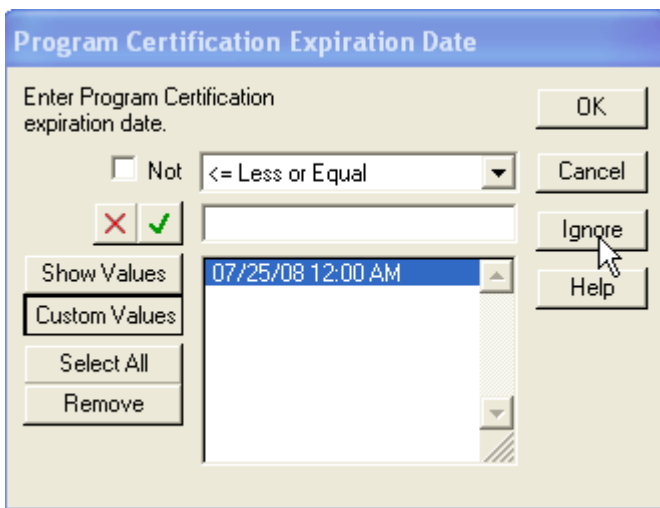 Program Certification Expiration Date
Enter Program Certification
expiration date.
OK
Not
<= Less or Equal
Cancel
Ignore
Show Values
07/25/08 12:00 AM
Help
Custom Values
Select All
Remove